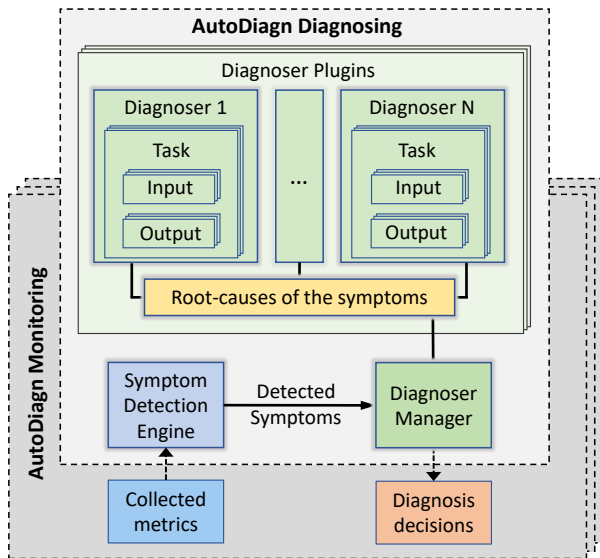 AutoDiagn Diagnosing
Diagnoser Plugins
Diagnoser 1
Task
Input
Output
...
Diagnoser N
Task
Input
Output
Root-causes of the symptoms
AutoDiagn Monitoring
Symptom
Detection
Engine
Detected
Symptoms
Diagnoser
Manager
Collected
metrics
Diagnosis
decisions